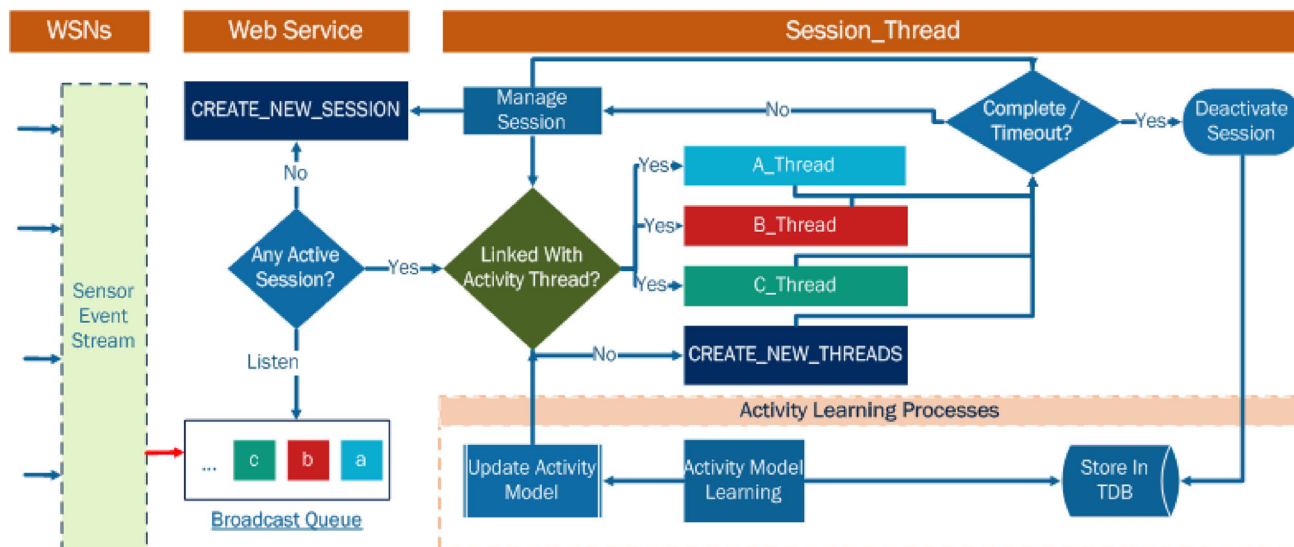 WSNs
Web Service
Session_Thread
CREATE_NEW_SESSION
Manage
Session
No
Complete /
Timeout?
Yes
Deactivate
Session
No
Yes
A_Thread
Yes
B_Thread
Any Active
Session?
Yes
Linked With
Activity Thread?
Yes
C_Thread
Sensor
Event
Stream
Listen
No
CREATE_NEW_THREADS
Activity Learning Processes
... c b a
Broadcast Queue
Update Activity
Model
Activity Model
Learning
Store In
TDB